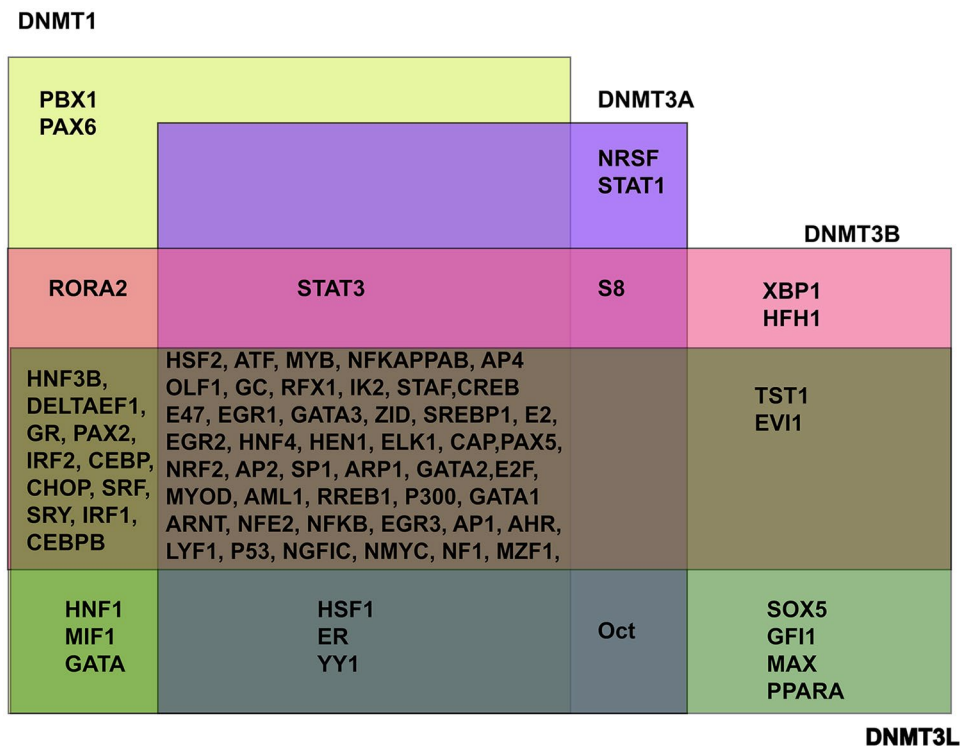 DNMT1
PBX1
PAX6
DNMT3A
NRSF
STAT1
DNMT3B
RORA2
STAT3
S8
XBP1
HFH1
HNF3B,
DELTAEF1,
GR, PAX2,
IRF2, CEBP,
CHOP, SRF,
SRY, IRF1,
CEBPB
HSF2, ATF, MYB, NFKAPPAB, AP4
OLF1, GC, RFX1, IK2, STAF,CREB
E47, EGR1, GATA3, ZID, SREBP1, E2,
EGR2, HNF4, HEN1, ELK1, CAP,PAX5,
NRF2, AP2, SP1, ARP1, GATA2,E2F,
MYOD, AML1, RREB1, P300, GATA1
ARNT, NFE2, NFKB, EGR3, AP1, AHR,
LYF1, P53, NGFIC, NMYC, NF1, MZF1,
TST1
EVI1
HNF1
MIF1
GATA
HSF1
ER
YY1
Oct
SOX5
GFI1
MAX
PPARA
DNMT3L